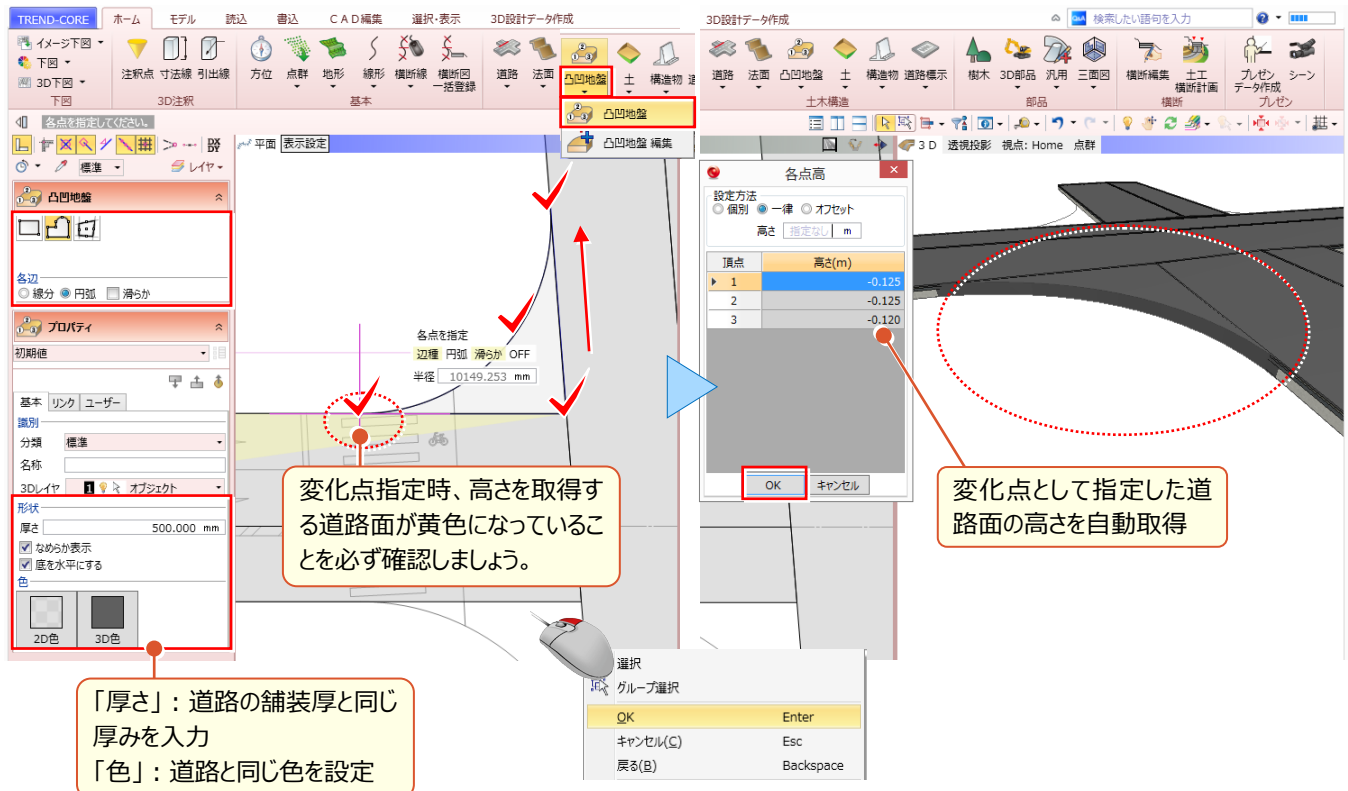 TREND-CORE ホーム モデル 読込 書込 CAD編集 選択・表示 3D設計データ作成
イメージ下図
下図
3D下図
注釈点 寸法線 引出線
方位 点群 地形 線形 横断線 横断図一括登録
道路 法面 凸凹地盤 土 構造物
下図 3D注釈 基本
凸凹地盤
凸凹地盤 編集
各点を指定してください。
標準 レイヤ
平面 表示設定
凸凹地盤
各辺
線分 円弧 滑らか
プロパティ
初期値
基本 リンク ユーザー
識別
分類 標準
名称
3Dレイヤ 1 オブジェクト
形状
厚さ 500.000 mm
なめらか表示
底を水平にする
色
2D色 3D色
各点を指定
辺種 円弧 滑らか OFF
半径 10149.253 mm
変化点指定時、高さを取得す
る道路面が黄色になっているこ
とを必ず確認しましょう。
「厚さ」：道路の舗装厚と同じ
厚みを入力
「色」：道路と同じ色を設定
選択
グループ選択
OK Enter
キャンセル(C) Esc
戻る(B) Backspace
3D設計データ作成
Q&A 検索したい語句を入力
道路 法面 凸凹地盤 土 構造物 道路標示
樹木 3D部品 汎用 三面図
横断編集 土工横断計画
プレゼンデータ作成 シーン
土木構造 部品 横断 プレゼン
3D 透視投影 視点: Home 点群
各点高
設定方法
個別 一律 オフセット
高さ 指定なし m
頂点 高さ(m)
1 -0.125
2 -0.125
3 -0.120
OK キャンセル
変化点として指定した道
路面の高さを自動取得